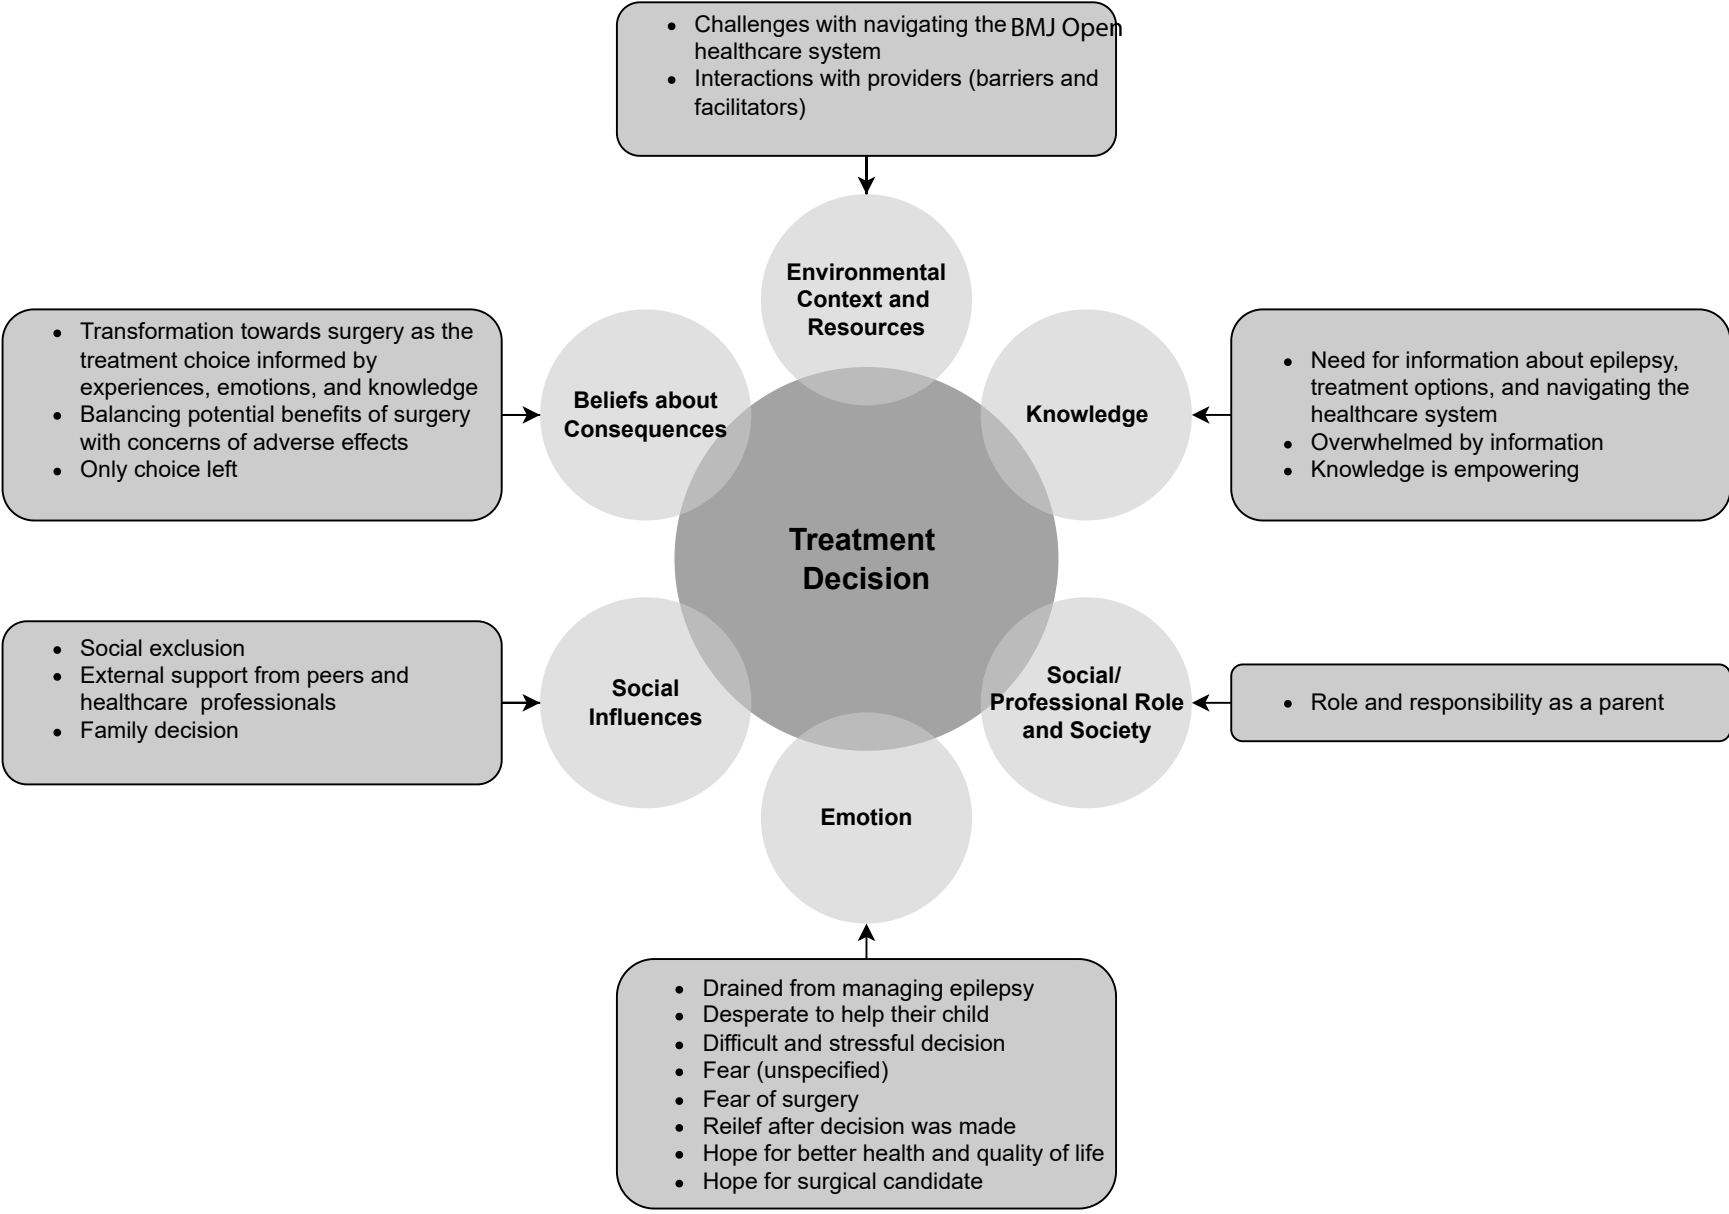 • Challenges with navigating the BMJ Open
healthcare system
• Interactions with providers (barriers and
facilitators)
Environmental
Context and
Resources
• Transformation towards surgery as the
treatment choice informed by
experiences, emotions, and knowledge
• Balancing potential benefits of surgery
with concerns of adverse effects
• Only choice left
Beliefs about
Consequences
Knowledge
• Need for information about epilepsy,
treatment options, and navigating the
healthcare system
• Overwhelmed by information
• Knowledge is empowering
Treatment
Decision
• Social exclusion
• External support from peers and
healthcare professionals
• Family decision
Social
Influences
Social/
Professional Role
and Society
• Role and responsibility as a parent
Emotion
• Drained from managing epilepsy
• Desperate to help their child
• Difficult and stressful decision
• Fear (unspecified)
• Fear of surgery
• Reilef after decision was made
• Hope for better health and quality of life
• Hope for surgical candidate